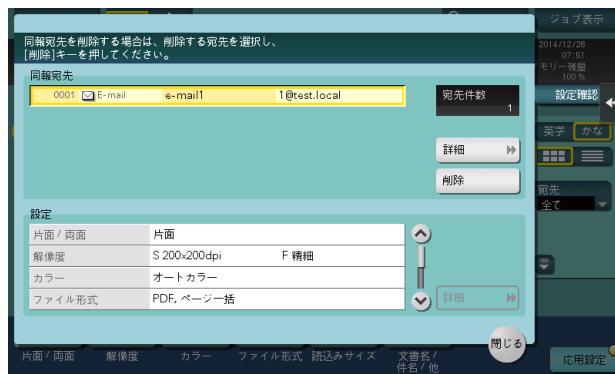 ジョブ表示
同報宛先を削除する場合は、削除する宛先を選択し、
[削除]キーを押してください。
2014/12/26
07:51
モリー残量
100 %
同報宛先
0001 E-mail e-mail1 1@test.local
宛先件数
1
設定確認
英字 かな
詳細
削除
宛先
全て
設定
片面/両面 片面
解像度 S 200x200dpi F 精細
カラー オートカラー
ファイル形式 PDF, ページ一括
詳細
閉じる
片面/両面 解像度 カラー ファイル形式 読込みサイズ 文書名/
件名/他
応用設定